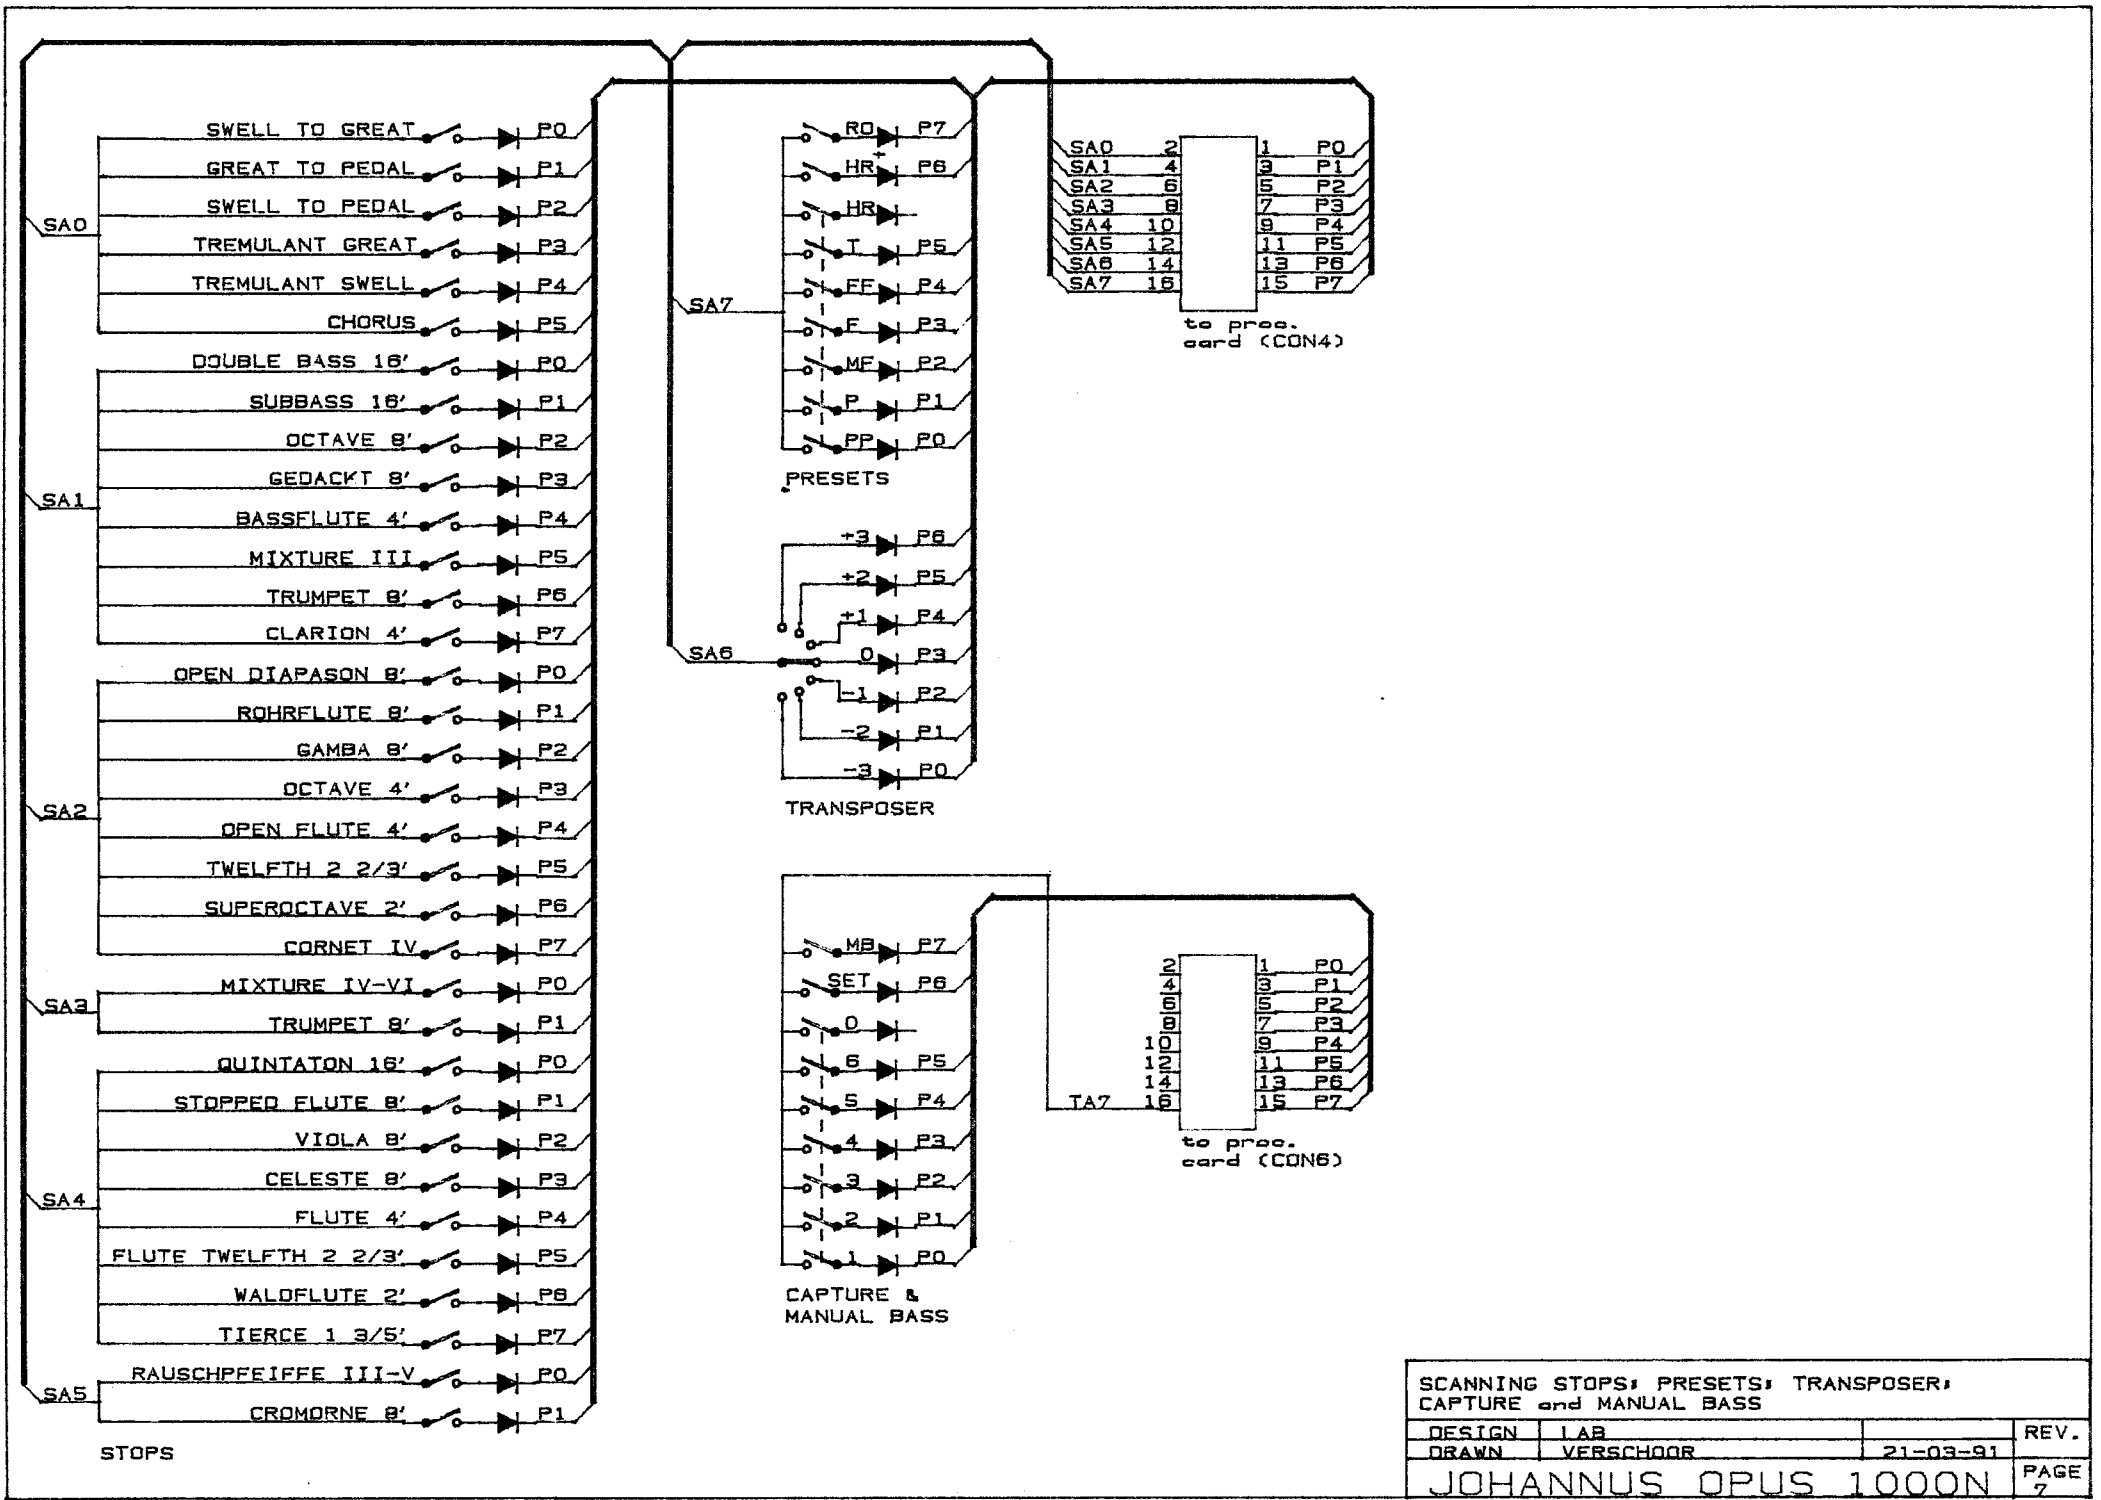 SA0
SWELL TO GREAT P0
GREAT TO PEDAL P1
SWELL TO PEDAL P2
TREMULANT GREAT P3
TREMULANT SWELL P4
CHORUS P5
SA1
DOUBLE BASS 16' P0
SUBBASS 16' P1
OCTAVE 8' P2
GEDACKT 8' P3
BASSFLUTE 4' P4
MIXTURE III P5
TRUMPET 8' P6
CLARION 4' P7
SA2
OPEN DIAPASON 8' P0
ROHRFLUTE 8' P1
GAMBA 8' P2
OCTAVE 4' P3
OPEN FLUTE 4' P4
TWELFTH 2 2/3' P5
SUPEROCTAVE 2' P6
CORNET IV P7
SA3
MIXTURE IV-VI P0
TRUMPET 8' P1
SA4
QUINTATON 16' P0
STOPPED FLUTE 8' P1
VIOLA 8' P2
CELESTE 8' P3
FLUTE 4' P4
FLUTE TWELFTH 2 2/3' P5
WALDFLUTE 2' P6
TIERCE 1 3/5' P7
SA5
RAUSCHPFEIFFE III-V P0
CROMORNE 8' P1
STOPS
SA7
RO P7
HR+ P6
HR
T P5
FF P4
F P3
MF P2
P P1
PP P0
PRESETS
SA6
+3 P6
+2 P5
+1 P4
0 P3
-1 P2
-2 P1
-3 P0
TRANSPOSER
MB P7
SET P6
0
6 P5
5 P4
4 P3
3 P2
2 P1
1 P0
CAPTURE &
MANUAL BASS
SA0 2 1 P0
SA1 4 3 P1
SA2 6 5 P2
SA3 8 7 P3
SA4 10 9 P4
SA5 12 11 P5
SA6 14 13 P6
SA7 16 15 P7
to proc.
card (CON4)
2 1 P0
4 3 P1
6 5 P2
8 7 P3
10 9 P4
12 11 P5
14 13 P6
TA7 16 15 P7
to proc.
card (CON6)
SCANNING STOPS; PRESETS; TRANSPOSER;
CAPTURE and MANUAL BASS
DESIGN LAB REV.
DRAWN VERSCHOOR 21-03-91
JOHANNUS OPUS 1000N PAGE
7